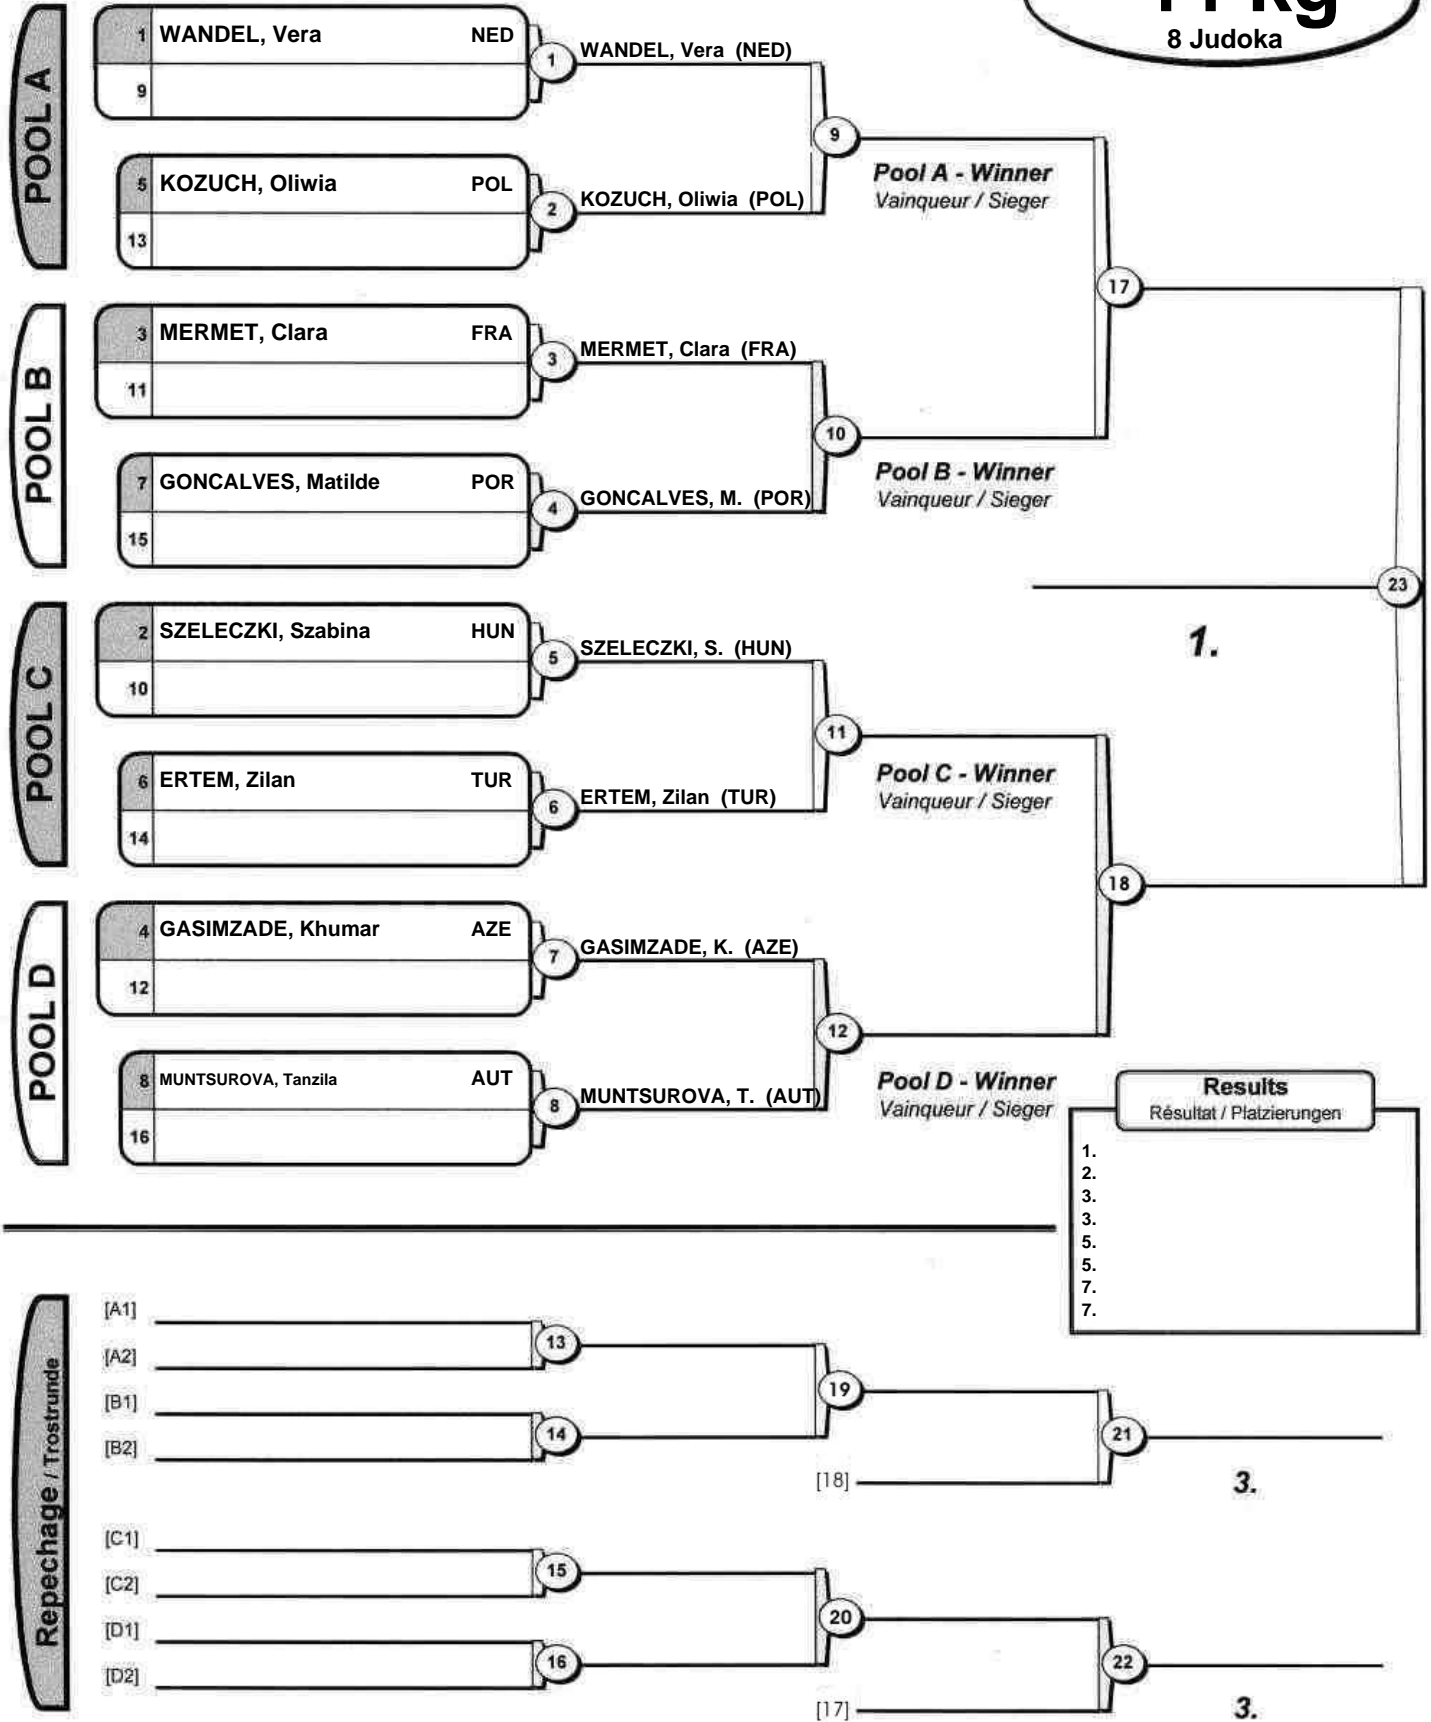 kg
8 Judoka
POOL A
1 WANDEL, Vera NED
9
1
WANDEL, Vera (NED)
5 KOZUCH, Oliwia POL
13
2
KOZUCH, Oliwia (POL)
9
Pool A - Winner
Vainqueur / Sieger
17
POOL B
3 MERMET, Clara FRA
11
3
MERMET, Clara (FRA)
7 GONCALVES, Matilde POR
15
4
GONCALVES, M. (POR)
10
Pool B - Winner
Vainqueur / Sieger
23
1.
POOL C
2 SZELECZKI, Szabina HUN
10
5
SZELECZKI, S. (HUN)
6 ERTEM, Zilan TUR
14
6
ERTEM, Zilan (TUR)
11
Pool C - Winner
Vainqueur / Sieger
18
POOL D
4 GASIMZADE, Khumar AZE
12
7
GASIMZADE, K. (AZE)
8 MUNTSUROVA, Tanzila AUT
16
8
MUNTSUROVA, T. (AUT)
12
Pool D - Winner
Vainqueur / Sieger
Results
Résultat / Platzierungen
1.
2.
3.
3.
5.
5.
7.
7.
Repechage / Trostrunde
[A1]
[A2]
13
[B1]
[B2]
14
19
[18]
21
3.
[C1]
[C2]
15
[D1]
[D2]
16
20
[17]
22
3.